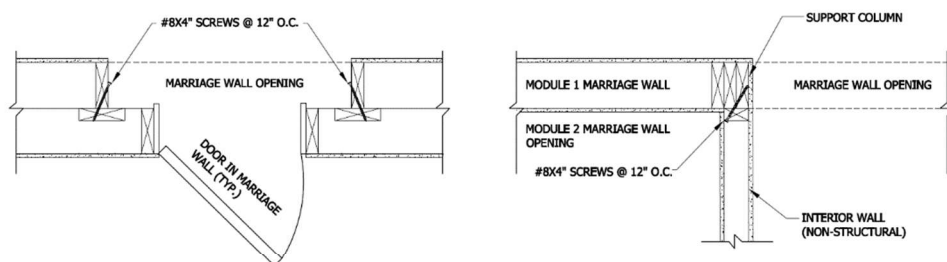 #8X4" SCREWS @ 12" O.C.
MARRIAGE WALL OPENING
DOOR IN MARRIAGE
WALL (TYP.)
SUPPORT COLUMN
MODULE 1 MARRIAGE WALL
MARRIAGE WALL OPENING
MODULE 2 MARRIAGE WALL
OPENING
#8X4" SCREWS @ 12" O.C.
INTERIOR WALL
(NON-STRUCTURAL)